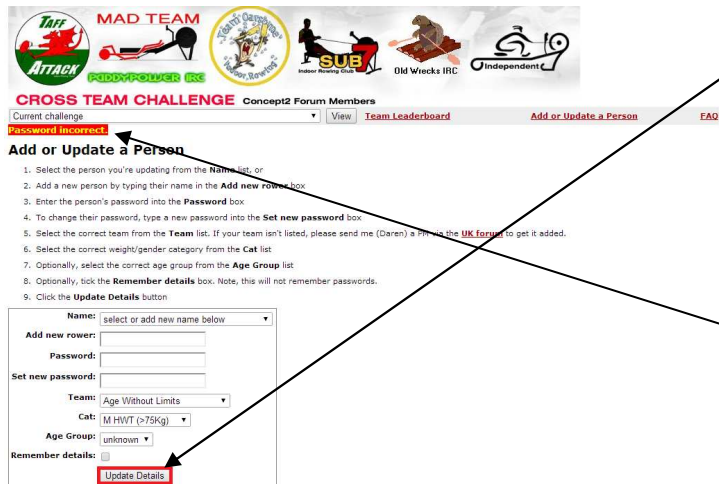 TAFF
ATTACK
MAD TEAM
PADDYPOWER IRC
Team Oarsome
Indoor Rowing
SUB 7
Indoor Rowing Club
Old Wrecks IRC
Independent
CROSS TEAM CHALLENGE Concept2 Forum Members
Current challenge View Team Leaderboard Add or Update a Person FAQ
Password incorrect.
Add or Update a Person
1. Select the person you're updating from the Name list, or
2. Add a new person by typing their name in the Add new rower box
3. Enter the person's password into the Password box
4. To change their password, type a new password into the Set new password box
5. Select the correct team from the Team list. If your team isn't listed, please send me (Daren) a PM via the UK forum to get it added.
6. Select the correct weight/gender category from the Cat list
7. Optionally, select the correct age group from the Age Group list
8. Optionally, tick the Remember details box. Note, this will not remember passwords.
9. Click the Update Details button
Name: select or add new name below
Add new rower:
Password:
Set new password:
Team: Age Without Limits
Cat: M HWT (>75Kg)
Age Group: unknown
Remember details:
Update Details